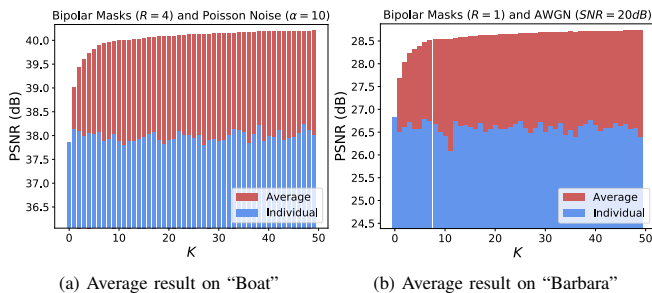 Bipolar Masks (R = 4) and Poisson Noise (α = 10)
PSNR (dB)
40.0
39.5
39.0
38.5
38.0
37.5
37.0
36.5
0 10 20 30 40 50
K
Average
Individual
(a) Average result on “Boat”
Bipolar Masks (R = 1) and AWGN (SNR = 20dB)
PSNR (dB)
28.5
28.0
27.5
27.0
26.5
26.0
25.5
25.0
24.5
0 10 20 30 40 50
K
Average
Individual
(b) Average result on “Barbara”